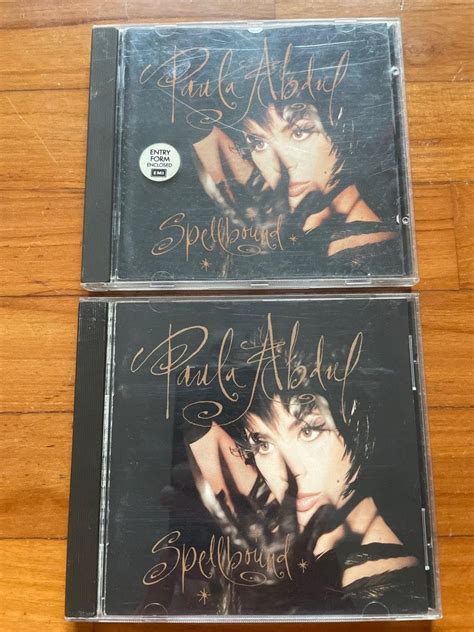 Paula Abdul
ENTRY
FORM
ENCLOSED
EMI
Spellbound
Paula Abdul
Spellbound